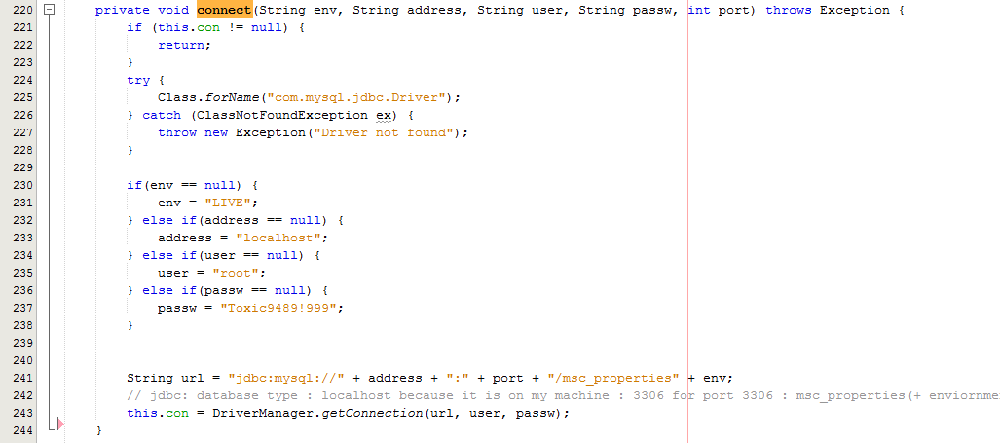 220 private void connect(String env, String address, String user, String passw, int port) throws Exception {
221 if (this.con != null) {
222 return;
223 }
224 try {
225 Class.forName("com.mysql.jdbc.Driver");
226 } catch (ClassNotFoundException ex) {
227 throw new Exception("Driver not found");
228 }
229
230 if(env == null) {
231 env = "LIVE";
232 } else if(address == null) {
233 address = "localhost";
234 } else if(user == null) {
235 user = "root";
236 } else if(passw == null) {
237 passw = "Toxic9489!999";
238 }
239
240
241 String url = "jdbc:mysql://" + address + ":" + port + "/msc_properties" + env;
242 // jdbc: database type : localhost because it is on my machine : 3306 for port 3306 : msc_properties(+ enviornme
243 this.con = DriverManager.getConnection(url, user, passw);
244 }